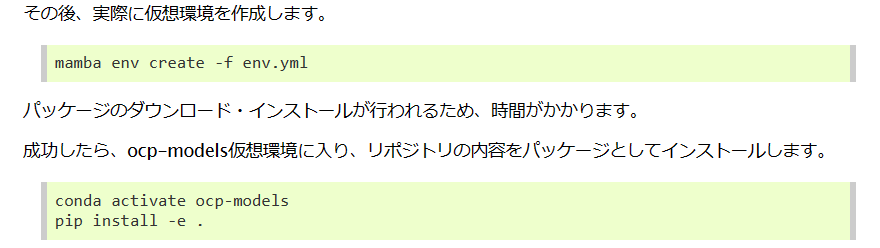 その後、実際に仮想環境を作成します。
mamba env create -f env.yml
パッケージのダウンロード・インストールが行われるため、時間がかかります。
成功したら、ocp-models仮想環境に入り、リポジトリの内容をパッケージとしてインストールします。
conda activate ocp-models
pip install -e .